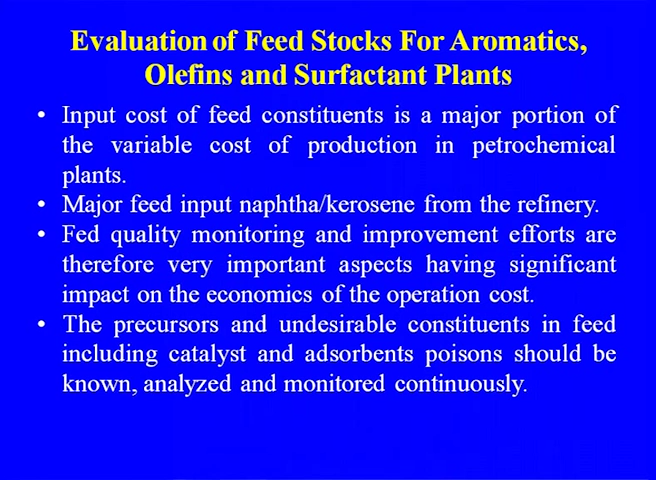 Evaluation of Feed Stocks For Aromatics,
Olefins and Surfactant Plants
• Input cost of feed constituents is a major portion of
the variable cost of production in petrochemical
plants.
• Major feed input naphtha/kerosene from the refinery.
• Fed quality monitoring and improvement efforts are
therefore very important aspects having significant
impact on the economics of the operation cost.
• The precursors and undesirable constituents in feed
including catalyst and adsorbents poisons should be
known, analyzed and monitored continuously.